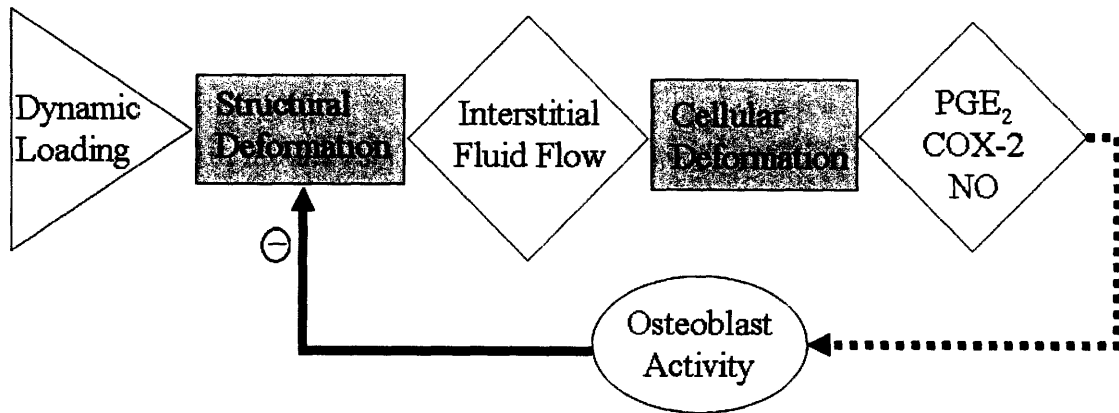 Dynamic
Loading
Structural
Deformation
Interstitial
Fluid Flow
Cellular
Deformation
PGE₂
COX-2
NO
⊖
Osteoblast
Activity